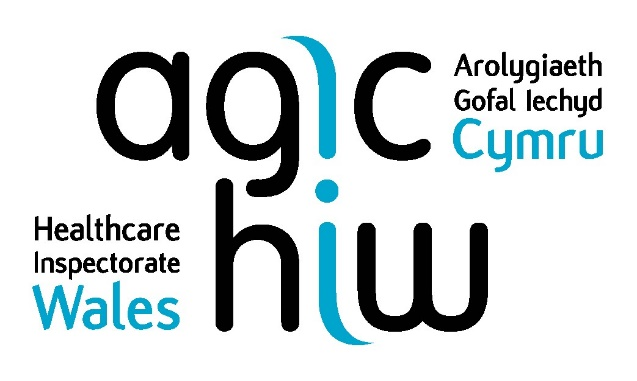 agic
Arolygiaeth
Gofal Iechyd
Cymru
Healthcare
Inspectorate
Wales
hiw